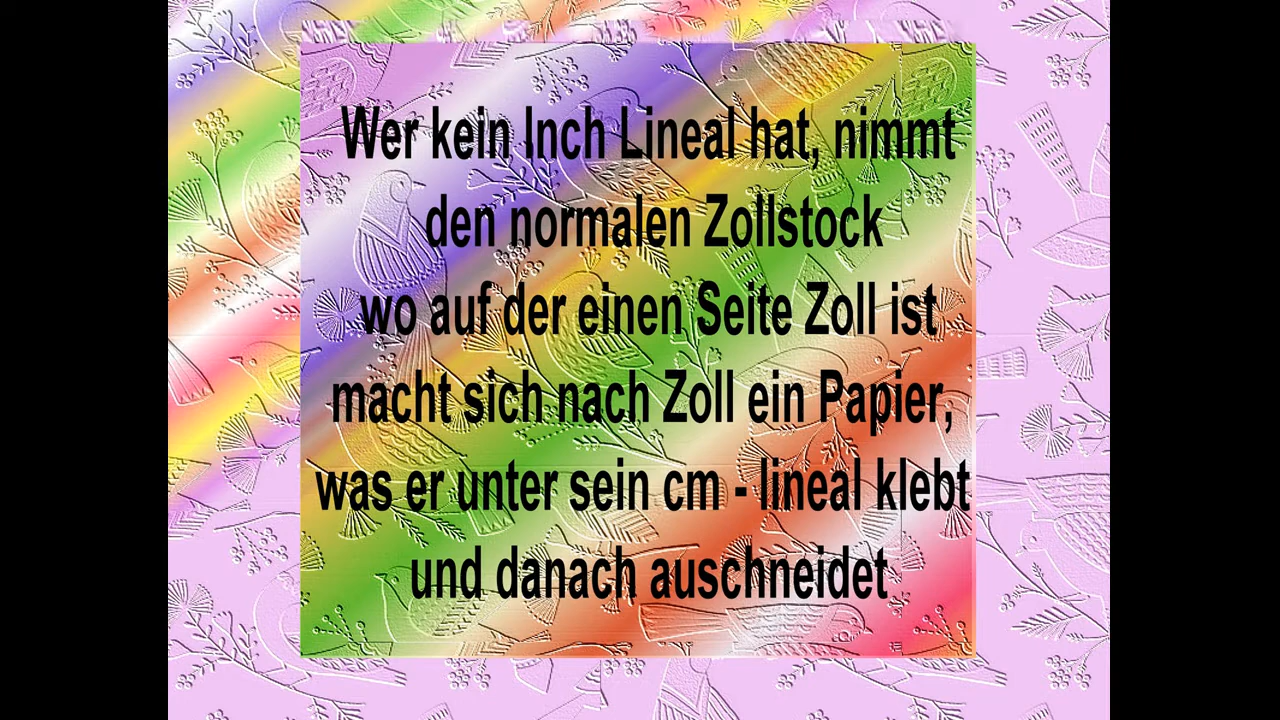 Wer kein Inch Lineal hat, nimmt
den normalen Zollstock
wo auf der einen Seite Zoll ist
macht sich nach Zoll ein Papier,
was er unter sein cm - lineal klebt
und danach auschneidet